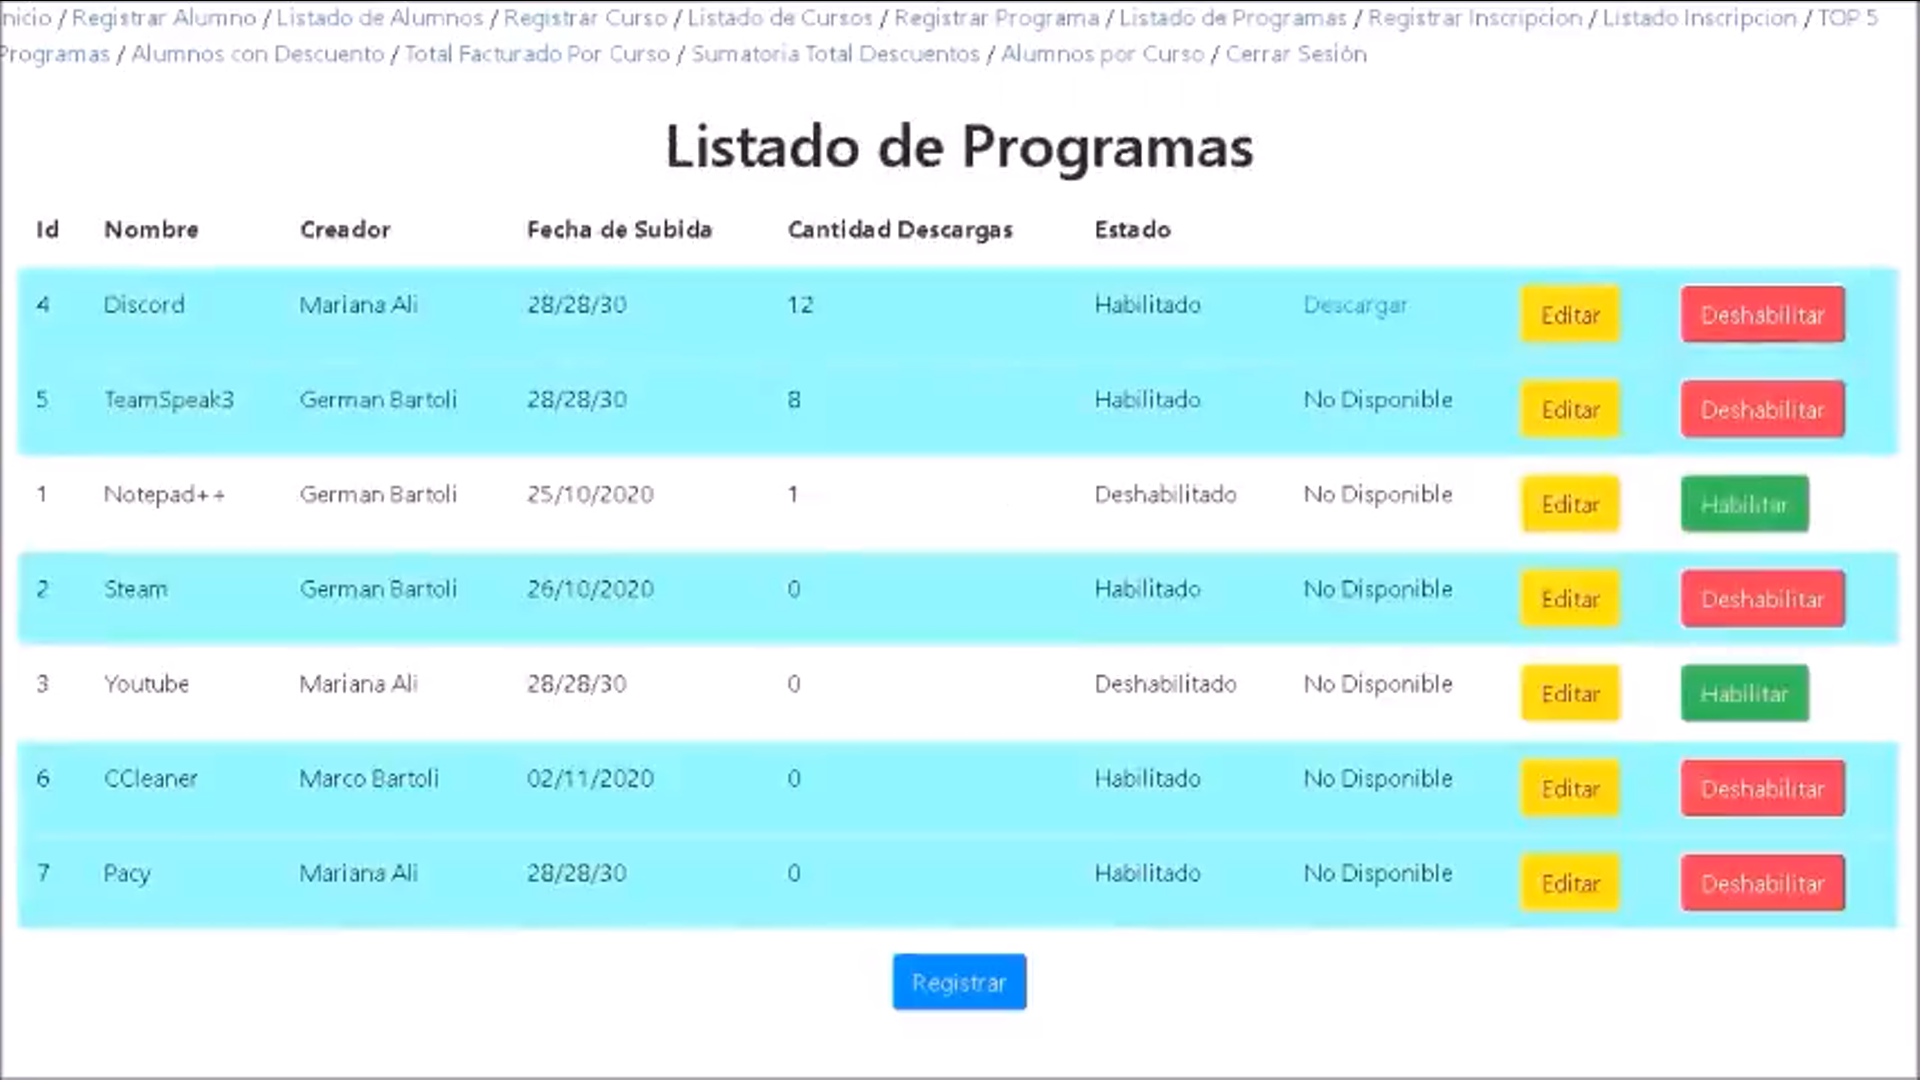 nicio / Registrar Alumno / Listado de Alumnos / Registrar Curso / Listado de Cursos / Registrar Programa / Listado de Programas / Registrar Inscripcion / Listado Inscripcion / TOP 5
Programas / Alumnos con Descuento / Total Facturado Por Curso / Sumatoria Total Descuentos / Alumnos por Curso / Cerrar Sesión
Listado de Programas
Id Nombre Creador Fecha de Subida Cantidad Descargas Estado
4 Discord Mariana Ali 28/28/30 12 Habilitado Descargar Editar Deshabilitar
5 TeamSpeak3 German Bartoli 28/28/30 8 Habilitado No Disponible Editar Deshabilitar
1 Notepad++ German Bartoli 25/10/2020 1 Deshabilitado No Disponible Editar Habilitar
2 Steam German Bartoli 26/10/2020 0 Habilitado No Disponible Editar Deshabilitar
3 Youtube Mariana Ali 28/28/30 0 Deshabilitado No Disponible Editar Habilitar
6 CCleaner Marco Bartoli 02/11/2020 0 Habilitado No Disponible Editar Deshabilitar
7 Pacy Mariana Ali 28/28/30 0 Habilitado No Disponible Editar Deshabilitar
Registrar